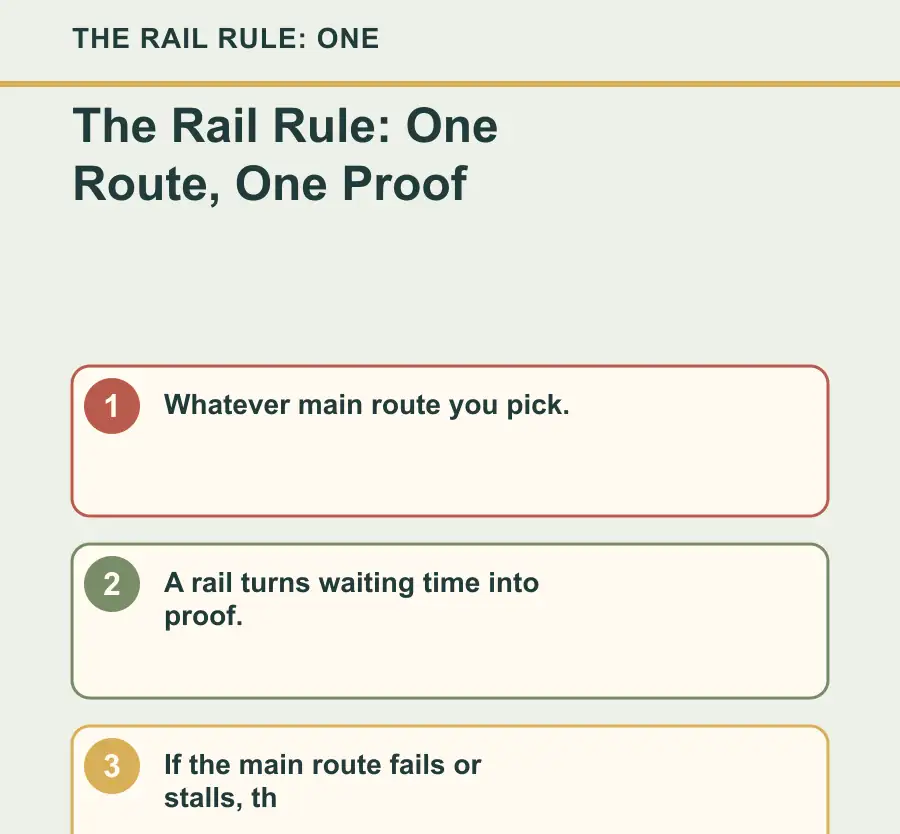 THE RAIL RULE: ONE
The Rail Rule: One
Route, One Proof
1
Whatever main route you pick.
2
A rail turns waiting time into
proof.
3
If the main route fails or
stalls, th